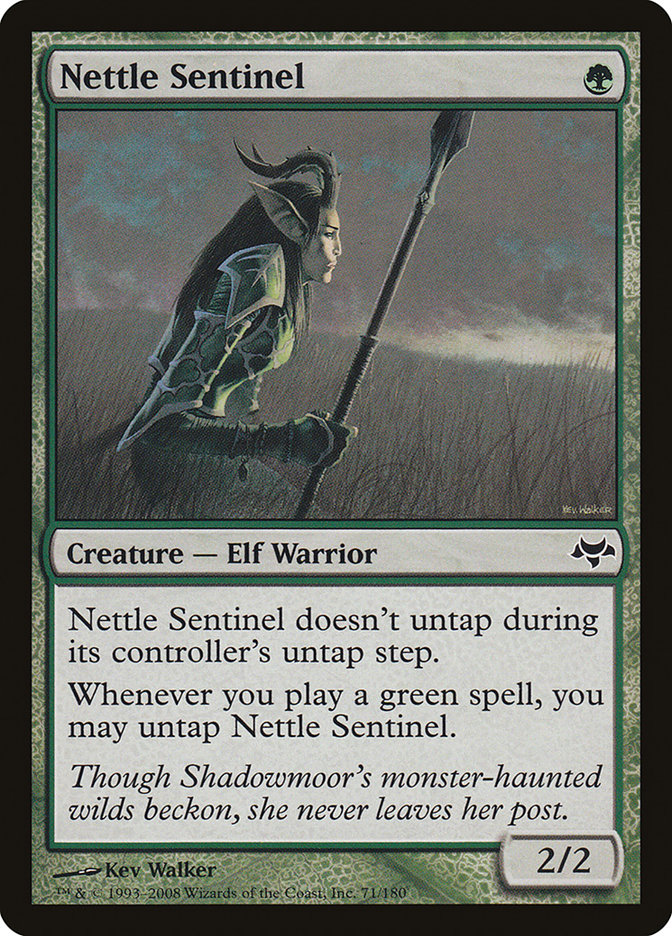 Nettle Sentinel
KEV WALKER
Creature — Elf Warrior
Nettle Sentinel doesn't untap during
its controller's untap step.
Whenever you play a green spell, you
may untap Nettle Sentinel.
Though Shadowmoor's monster-haunted
wilds beckon, she never leaves her post.
2/2
Kev Walker
™ & © 1993–2008 Wizards of the Coast, Inc. 71/180